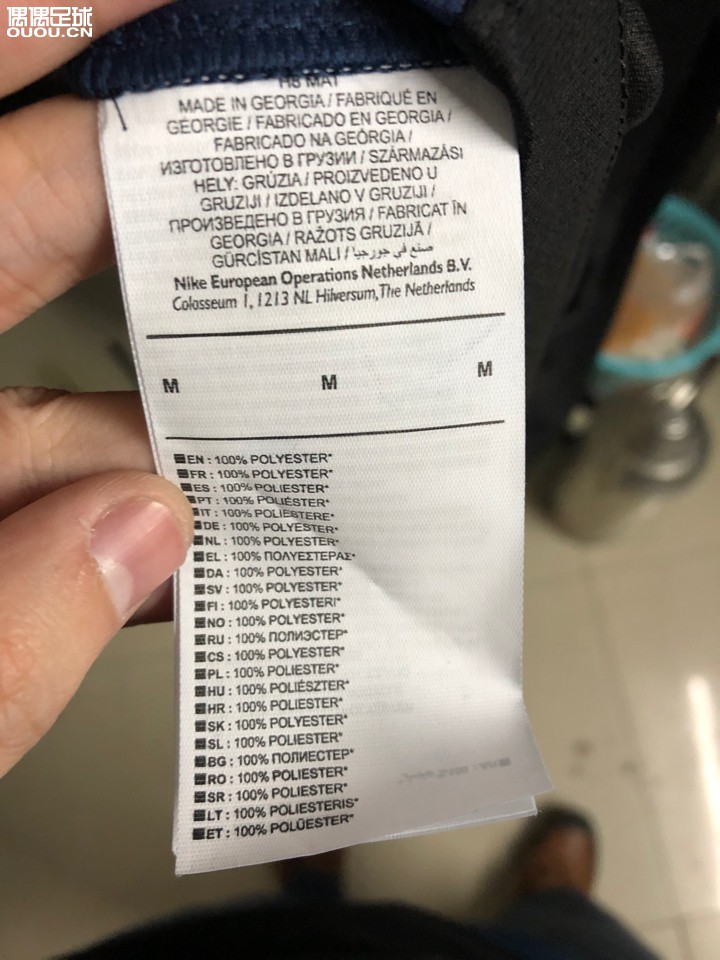 偶偶足球
OUOU.CN
MADE IN GEORGIA / FABRIQUÉ EN
GÉORGIE / FABRICADO EN GEORGIA /
FABRICADO NA GEÓRGIA /
ИЗГОТОВЛЕНО В ГРУЗИИ / SZÁRMAZÁSI
HELY: GRÚZIA / PROIZVEDENO U
GRUZIJI / IZDELANO V GRUZIJI /
ПРОИЗВЕДЕНО В ГРУЗИЯ / FABRICAT ÎN
GEORGIA / RAŽOTS GRUZIJĀ /
GÜRCİSTAN MALI / صنع في جورجيا
Nike European Operations Netherlands B.V.
Colosseum 1, 1213 NL Hilversum, The Netherlands
M M M
EN : 100% POLYESTER*
FR : 100% POLYESTER*
ES : 100% POLIÉSTER*
PT : 100% POLIÉSTER*
IT : 100% POLIESTERE*
DE : 100% POLYESTER*
NL : 100% POLYESTER*
EL : 100% ΠΟΛΥΕΣΤΕΡΑΣ*
DA : 100% POLYESTER*
SV : 100% POLYESTER*
FI : 100% POLYESTERI*
NO : 100% POLYESTER*
RU : 100% ПОЛИЭСТЕР*
CS : 100% POLYESTER*
PL : 100% POLIESTER*
HU : 100% POLIÉSZTER*
HR : 100% POLIESTER*
SK : 100% POLYESTER*
SL : 100% POLIESTER*
BG : 100% ПОЛИЕСТЕР*
RO : 100% POLIESTER*
SR : 100% POLIESTER*
LT : 100% POLIESTERIS*
ET : 100% POLÜESTER*